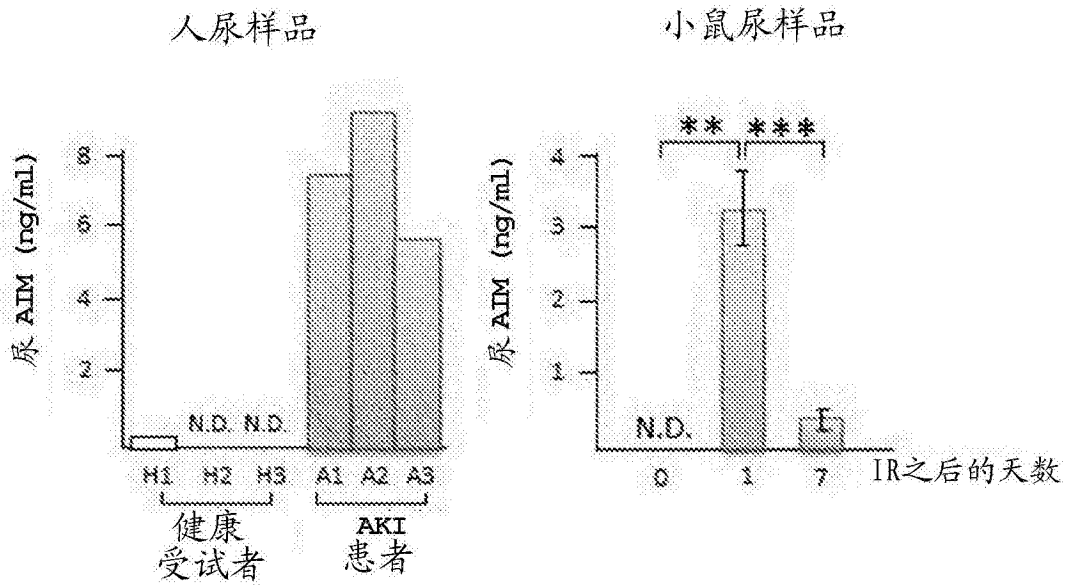 人尿样品
尿 AIM (ng/ml)
8
6
4
2
N.D. N.D.
H1 H2 H3 A1 A2 A3
健康
受试者
AKI
患者
小鼠尿样品
** ***
尿 AIM (ng/ml)
4
3
2
1
N.D.
0 1 7 IR之后的天数